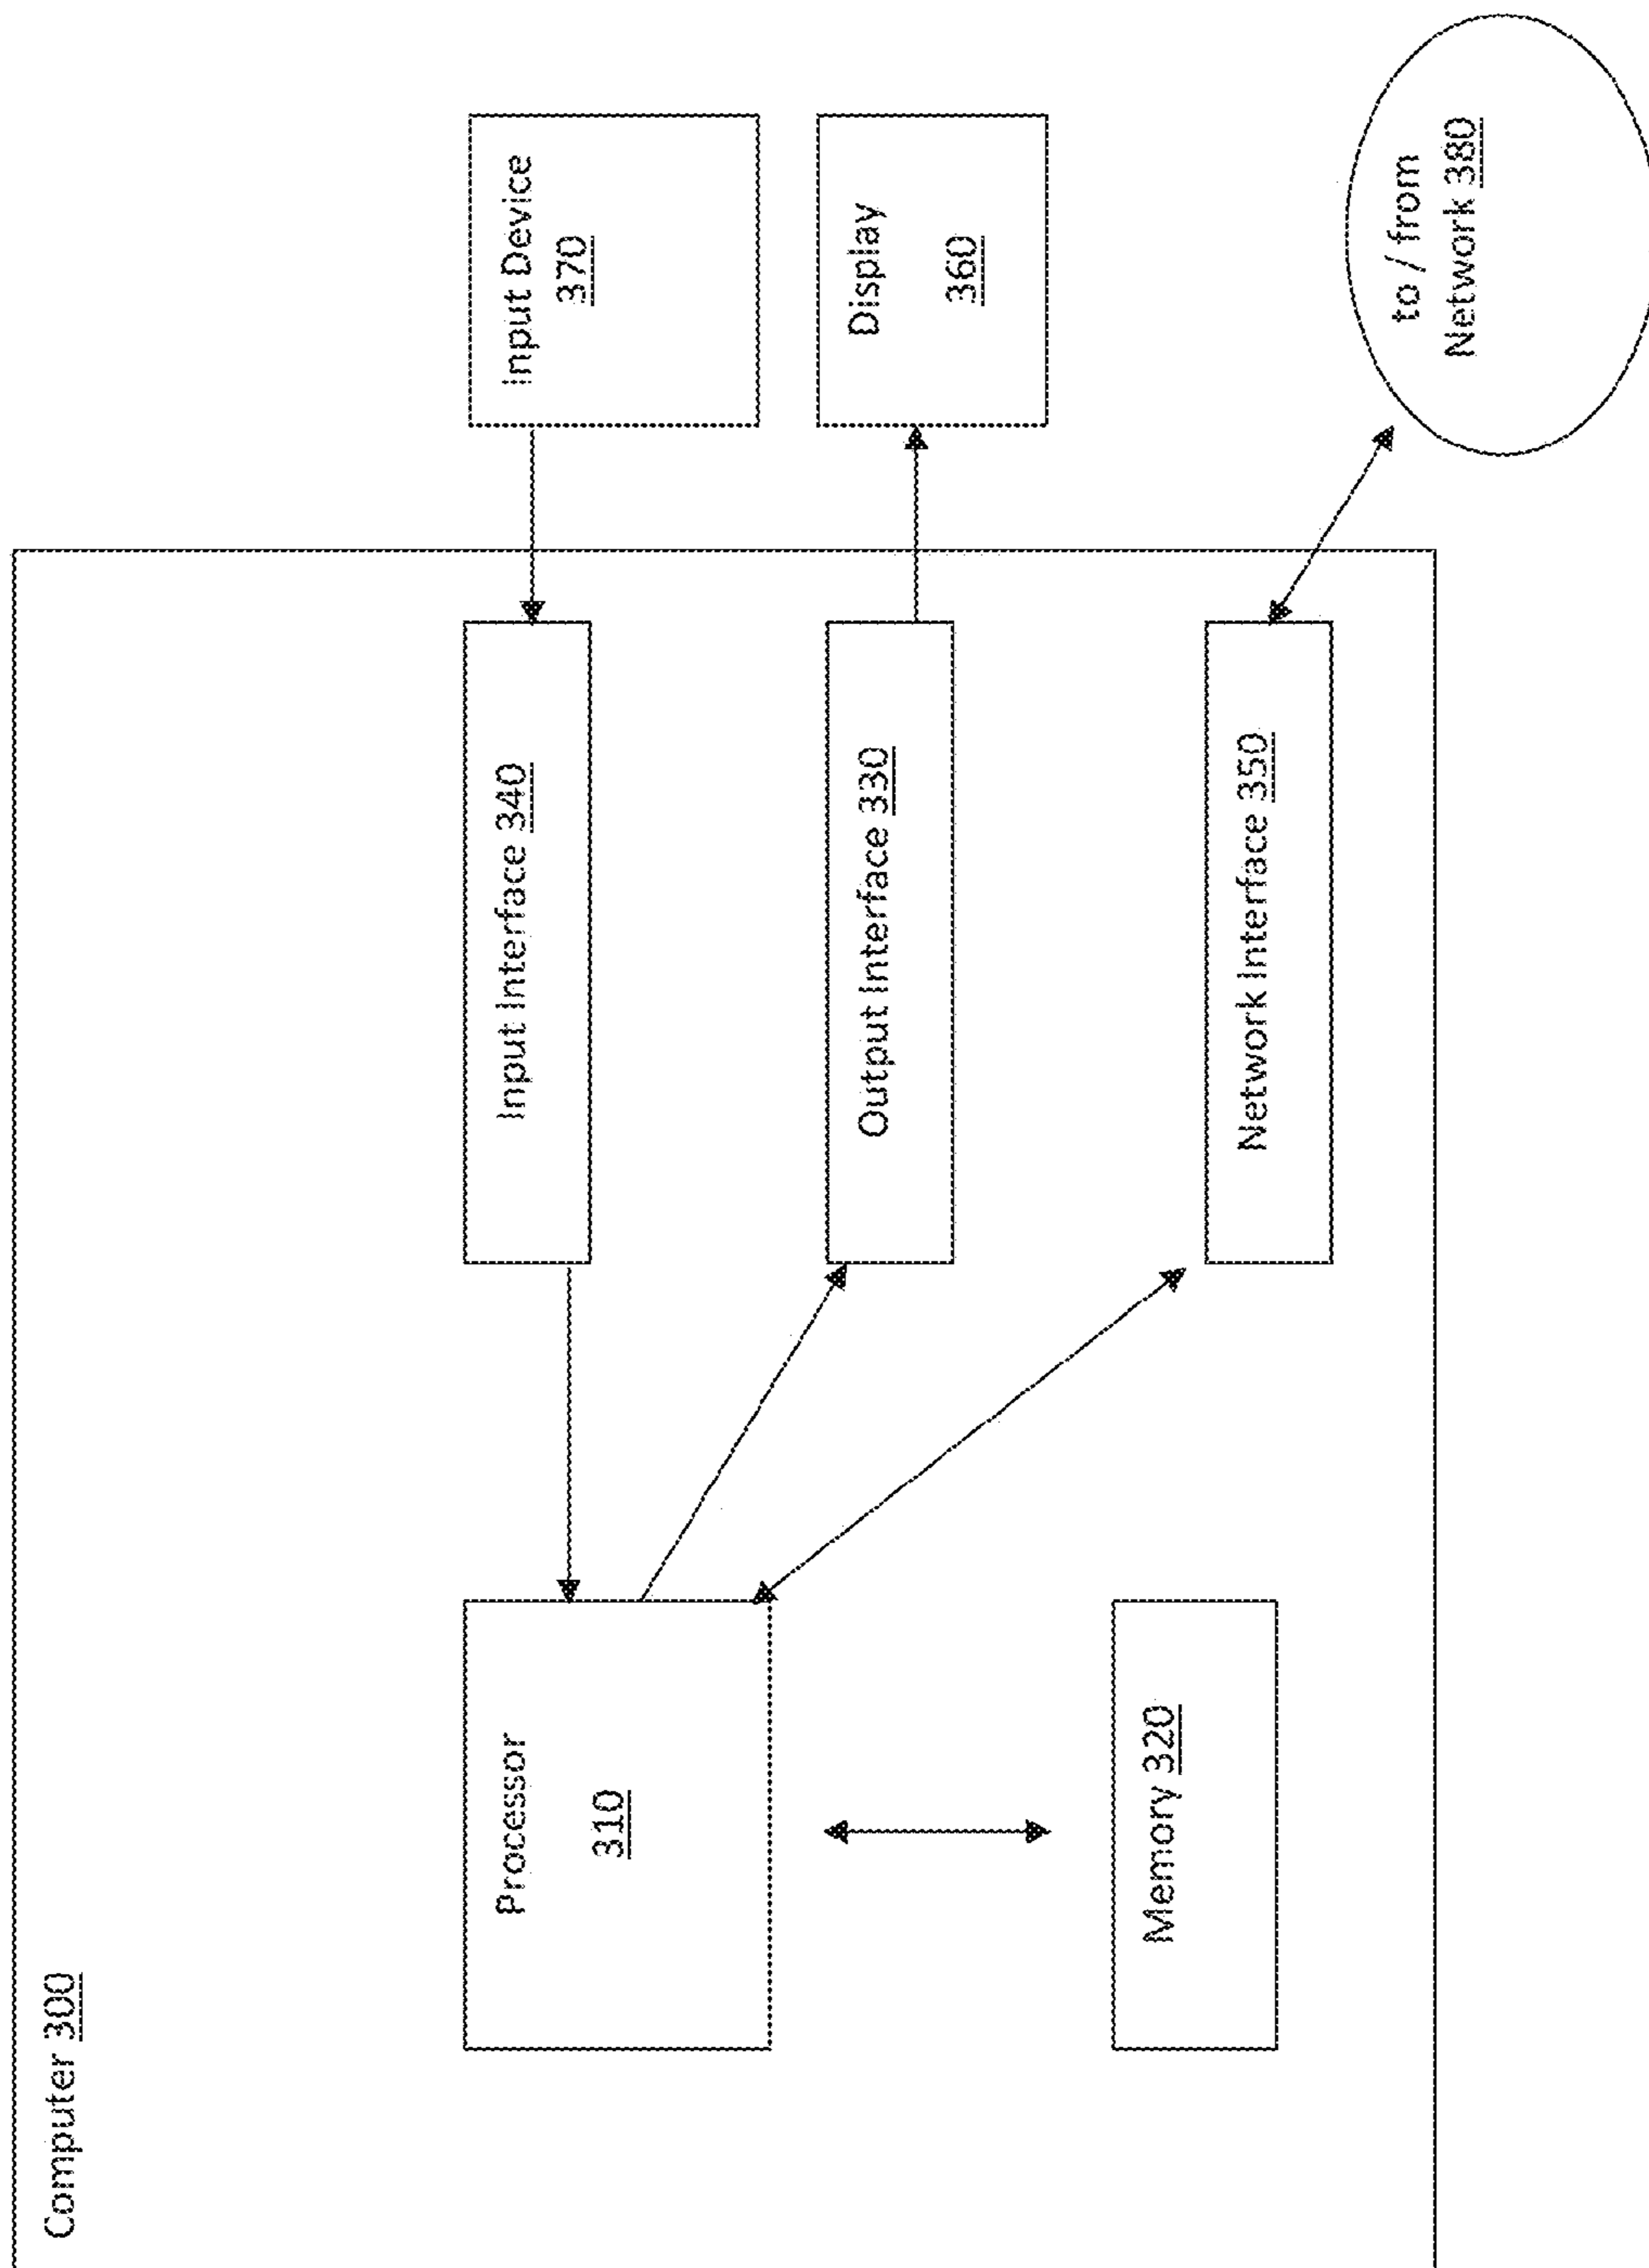 Computer 300
Processor
310
Memory 320
Input Interface 340
Output Interface 330
Network Interface 350
Input Device
370
Display
360
to / from
Network 380